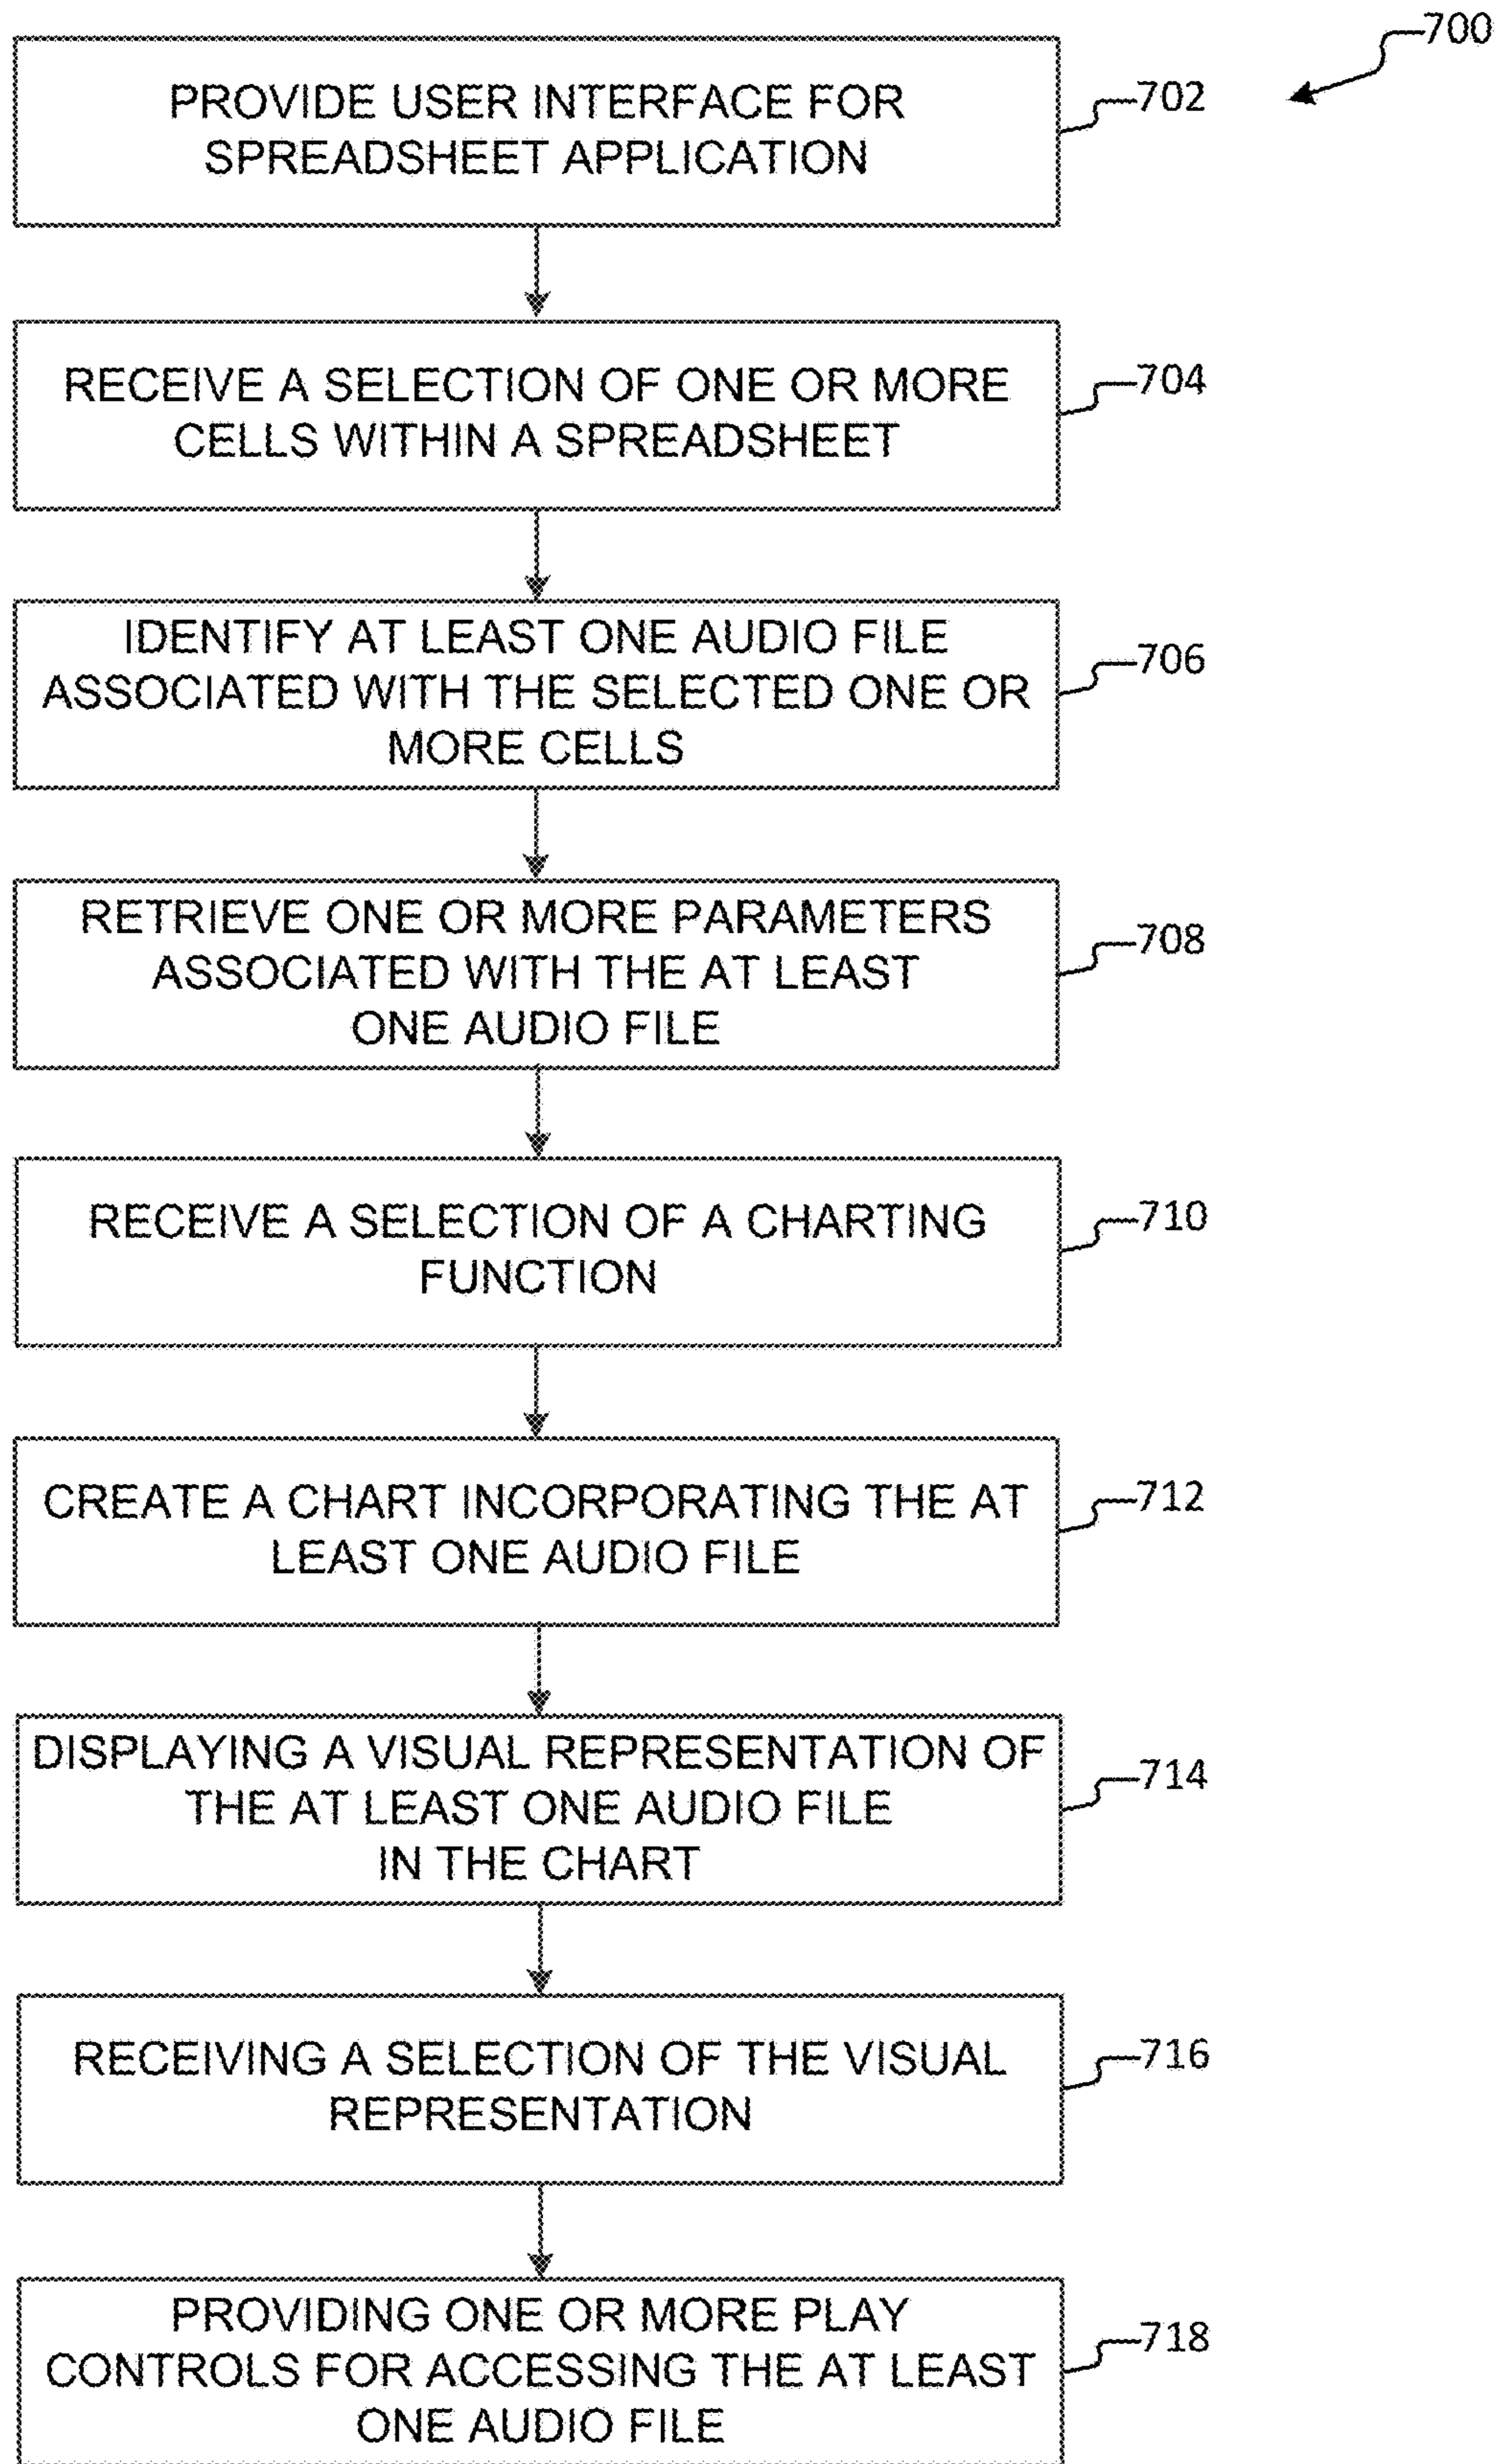 700
PROVIDE USER INTERFACE FOR
SPREADSHEET APPLICATION
702
RECEIVE A SELECTION OF ONE OR MORE
CELLS WITHIN A SPREADSHEET
704
IDENTIFY AT LEAST ONE AUDIO FILE
ASSOCIATED WITH THE SELECTED ONE OR
MORE CELLS
706
RETRIEVE ONE OR MORE PARAMETERS
ASSOCIATED WITH THE AT LEAST
ONE AUDIO FILE
708
RECEIVE A SELECTION OF A CHARTING
FUNCTION
710
CREATE A CHART INCORPORATING THE AT
LEAST ONE AUDIO FILE
712
DISPLAYING A VISUAL REPRESENTATION OF
THE AT LEAST ONE AUDIO FILE
IN THE CHART
714
RECEIVING A SELECTION OF THE VISUAL
REPRESENTATION
716
PROVIDING ONE OR MORE PLAY
CONTROLS FOR ACCESSING THE AT LEAST
ONE AUDIO FILE
718